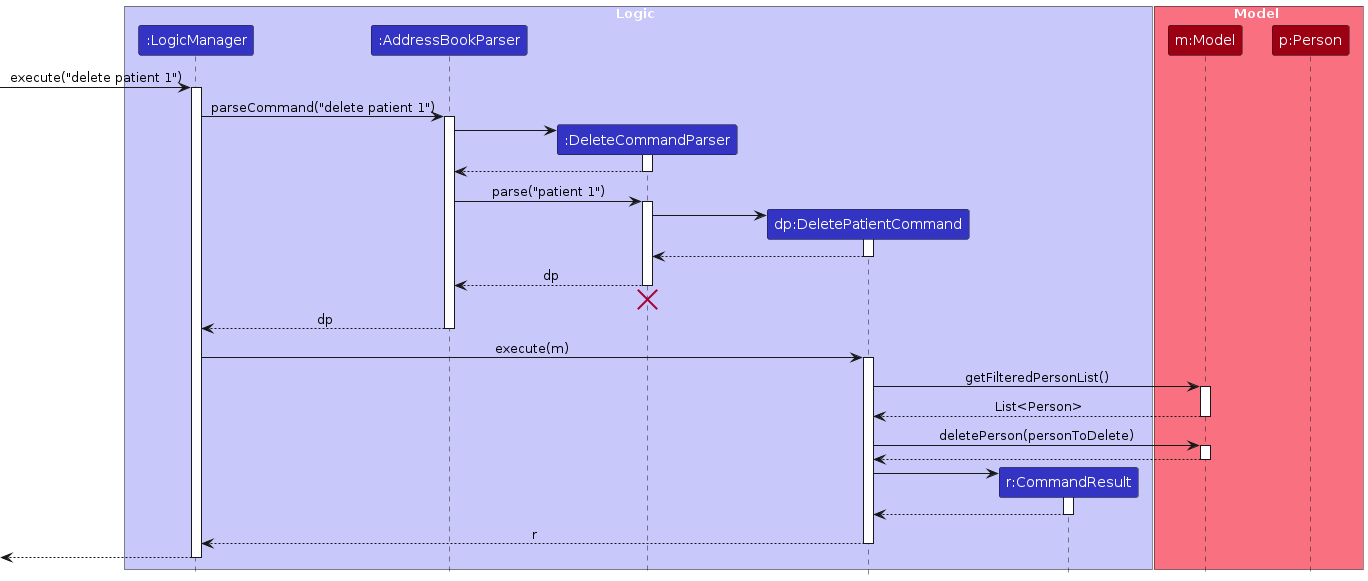 Logic
Model
:LogicManager
:AddressBookParser
m:Model
p:Person
execute("delete patient 1")
parseCommand("delete patient 1")
:DeleteCommandParser
parse("patient 1")
dp:DeletePatientCommand
dp
dp
execute(m)
getFilteredPersonList()
List<Person>
deletePerson(personToDelete)
r:CommandResult
r